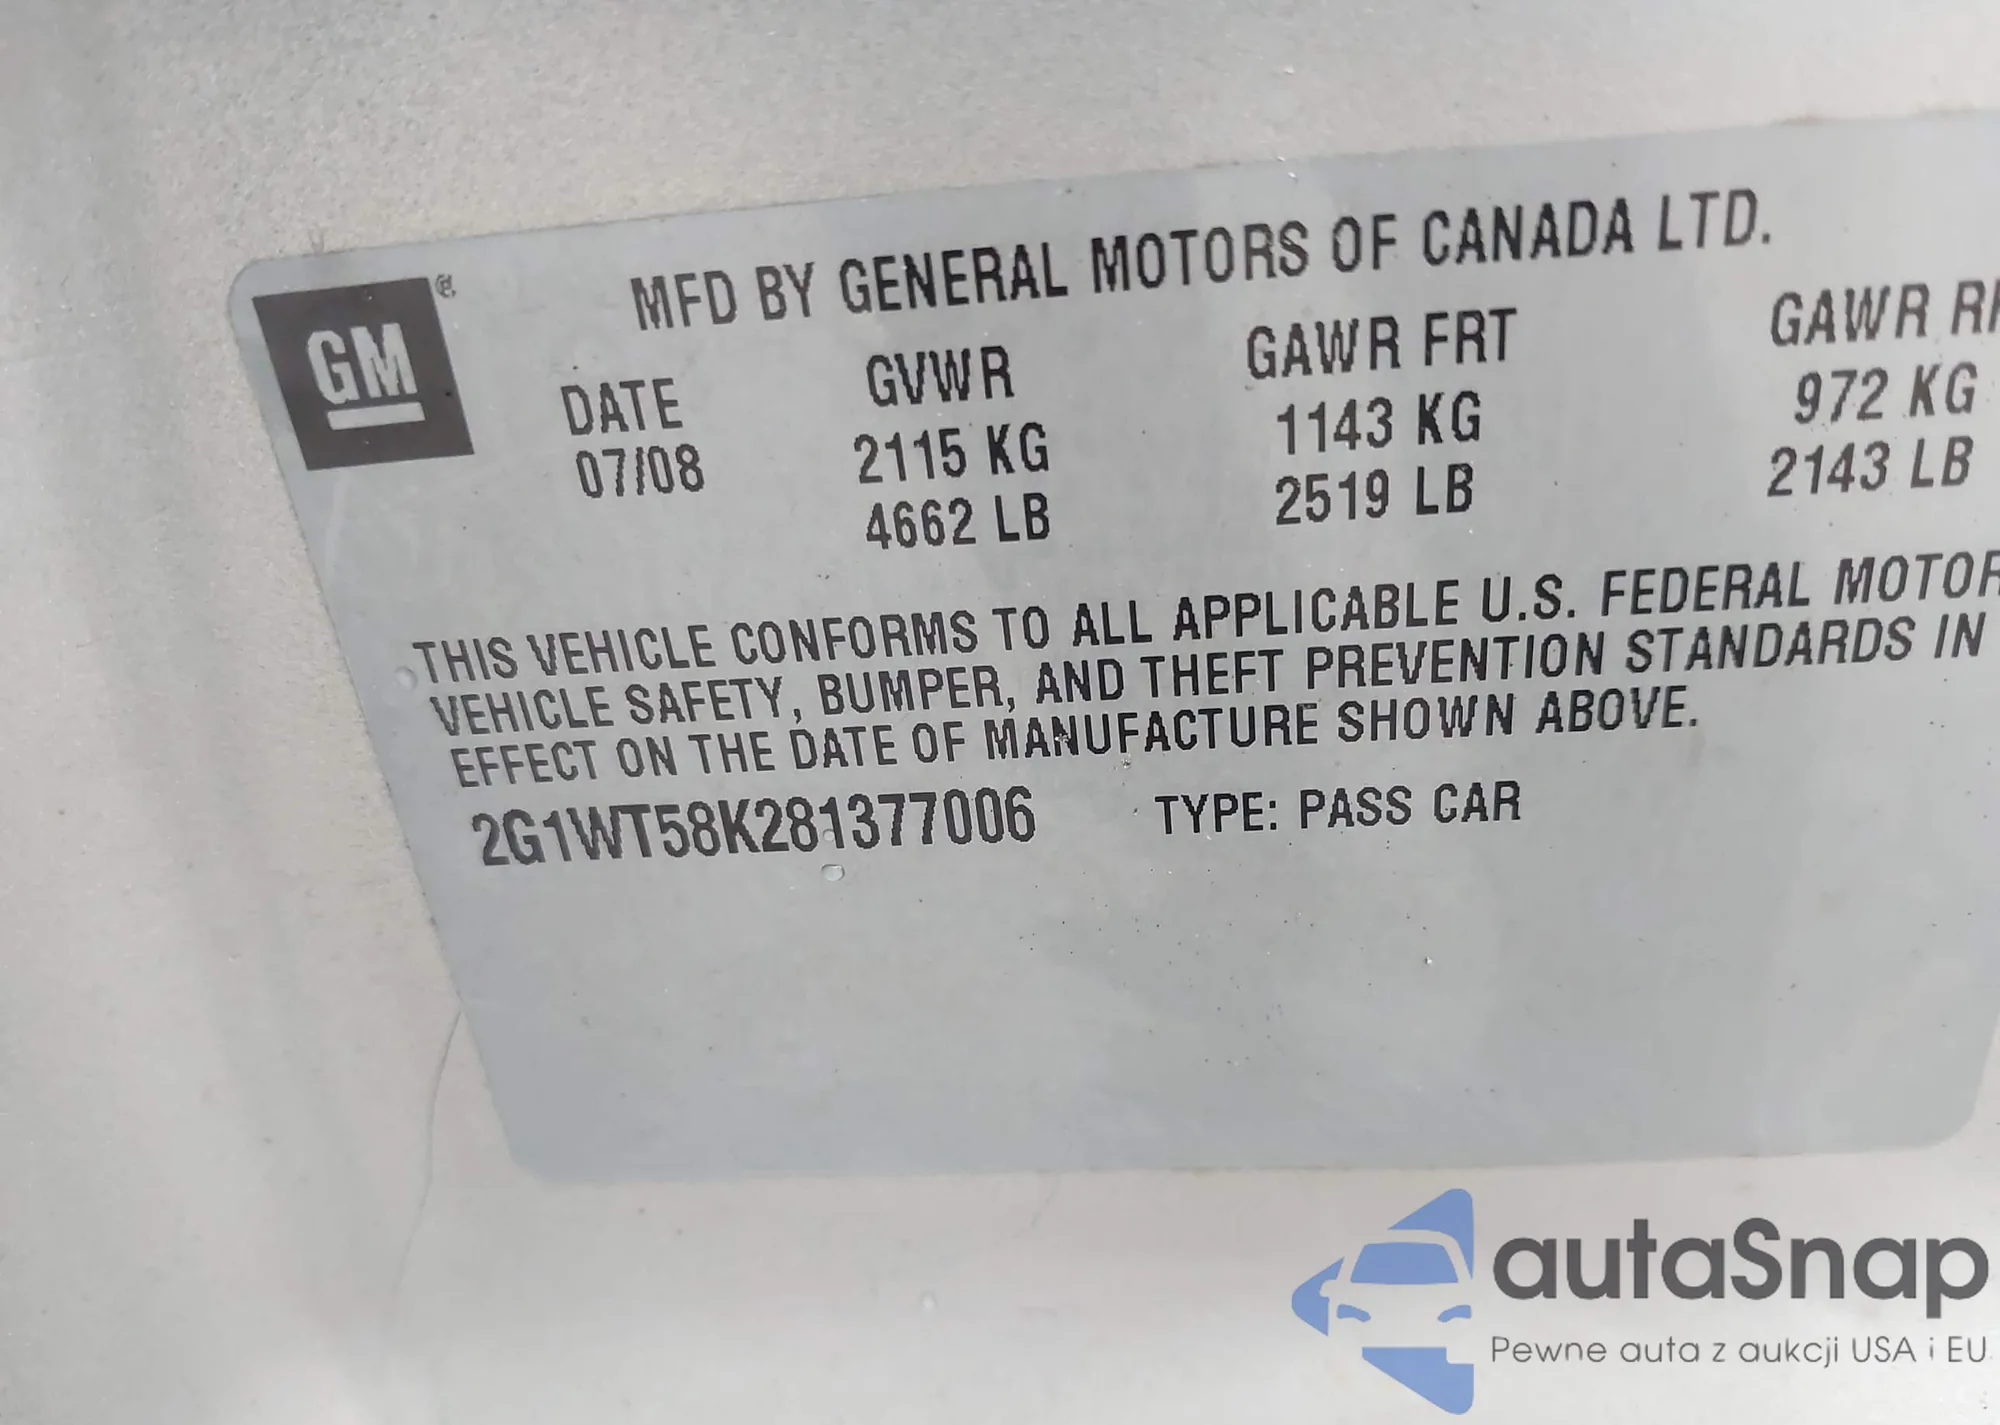 GM
MFD BY GENERAL MOTORS OF CANADA LTD.
DATE GVWR GAWR FRT GAWR RR
07/08 2115 KG 1143 KG 972 KG
4662 LB 2519 LB 2143 LB
THIS VEHICLE CONFORMS TO ALL APPLICABLE U.S. FEDERAL MOTOR
VEHICLE SAFETY, BUMPER, AND THEFT PREVENTION STANDARDS IN
EFFECT ON THE DATE OF MANUFACTURE SHOWN ABOVE.
2G1WT58K281377006 TYPE: PASS CAR
autaSnap
Pewne auta z aukcji USA i EU